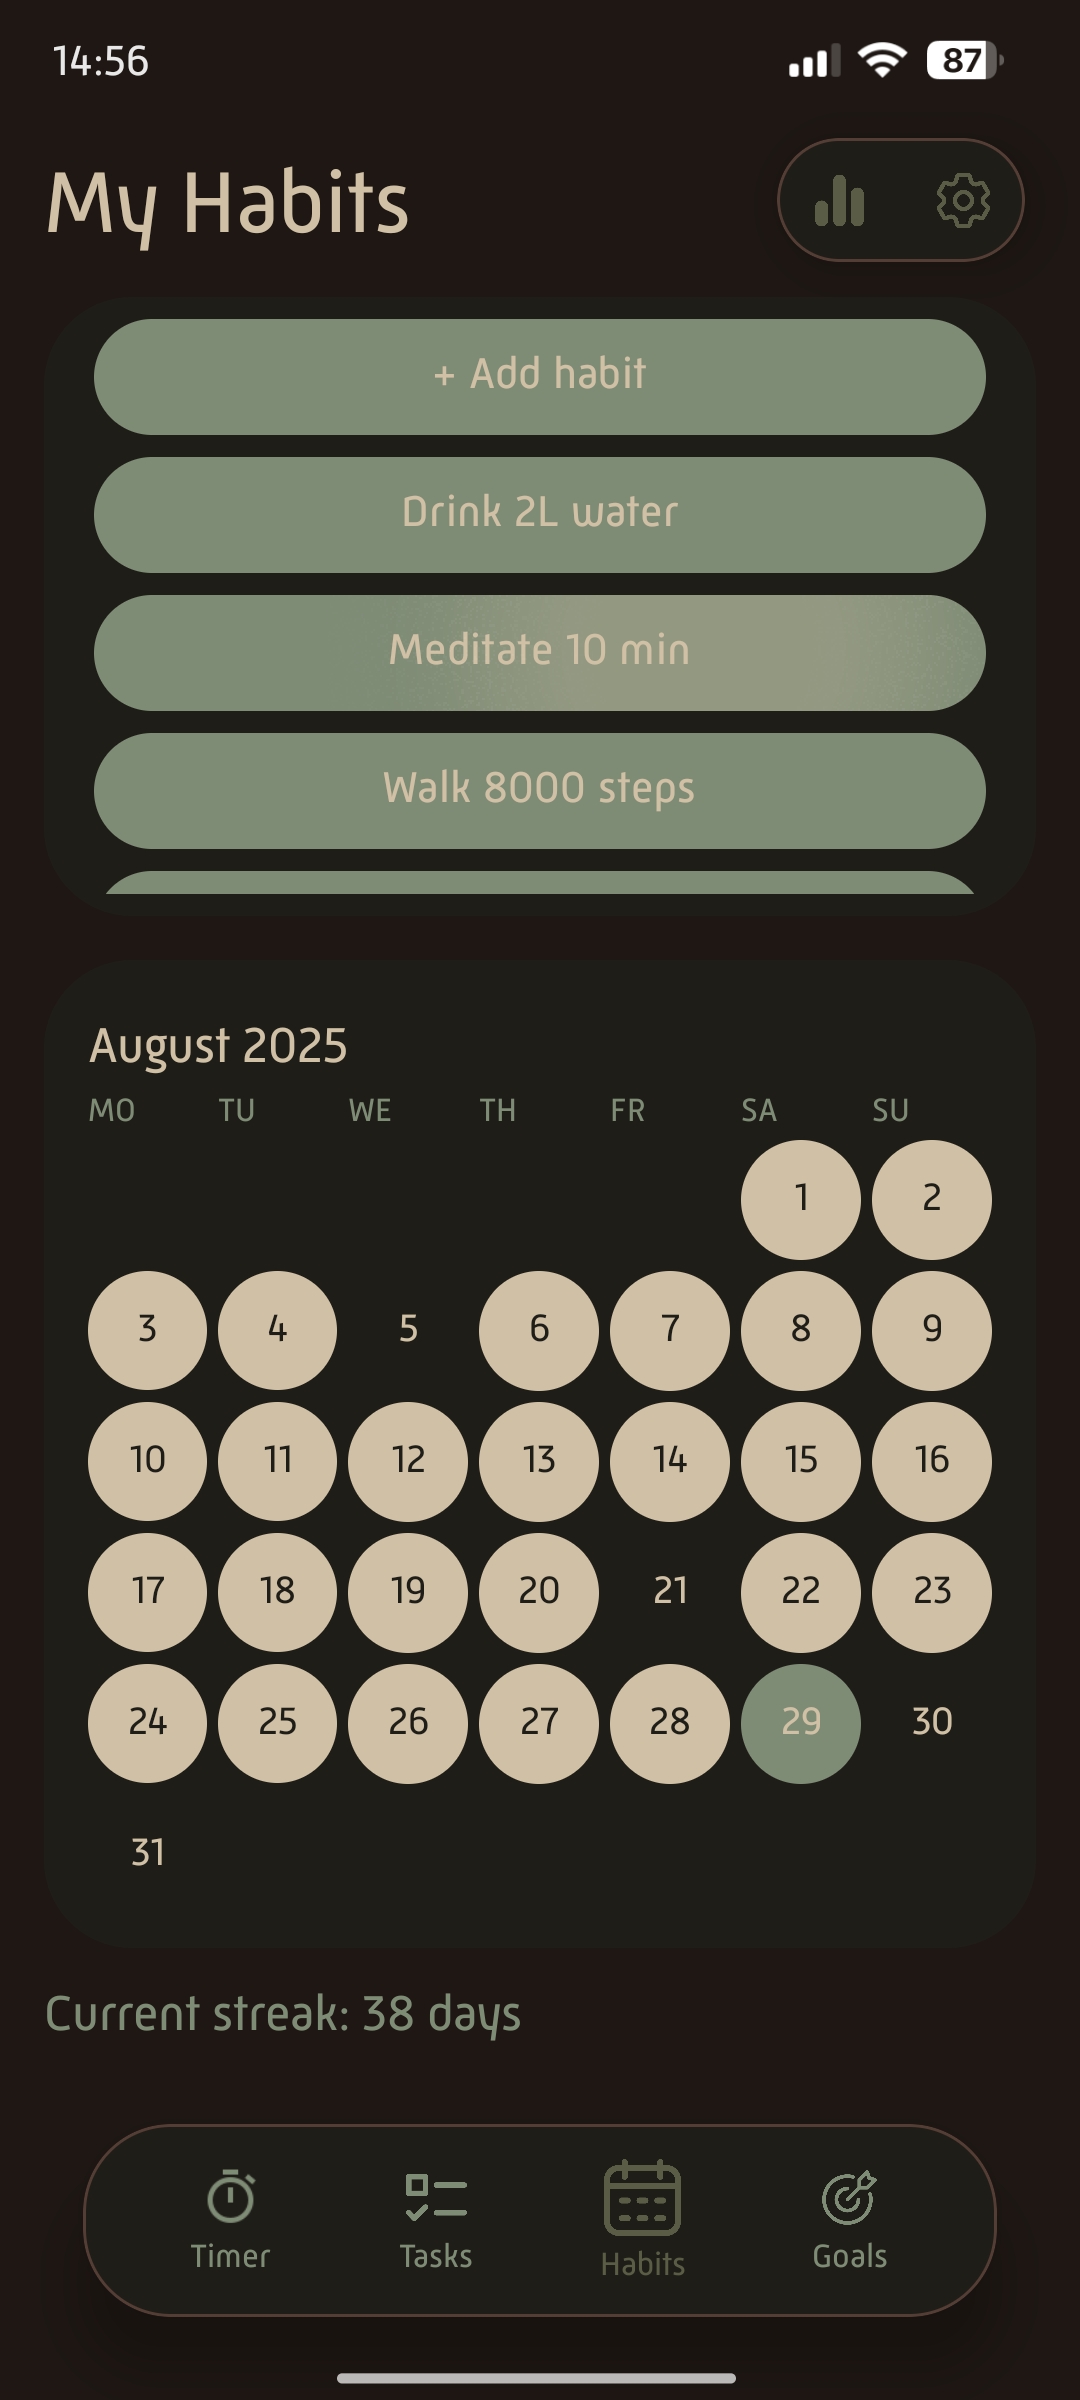 14:56
87
My Habits
+ Add habit
Drink 2L water
Meditate 10 min
Walk 8000 steps
August 2025
MO TU WE TH FR SA SU
1 2
3 4 5 6 7 8 9
10 11 12 13 14 15 16
17 18 19 20 21 22 23
24 25 26 27 28 29 30
31
Current streak: 38 days
Timer Tasks Habits Goals